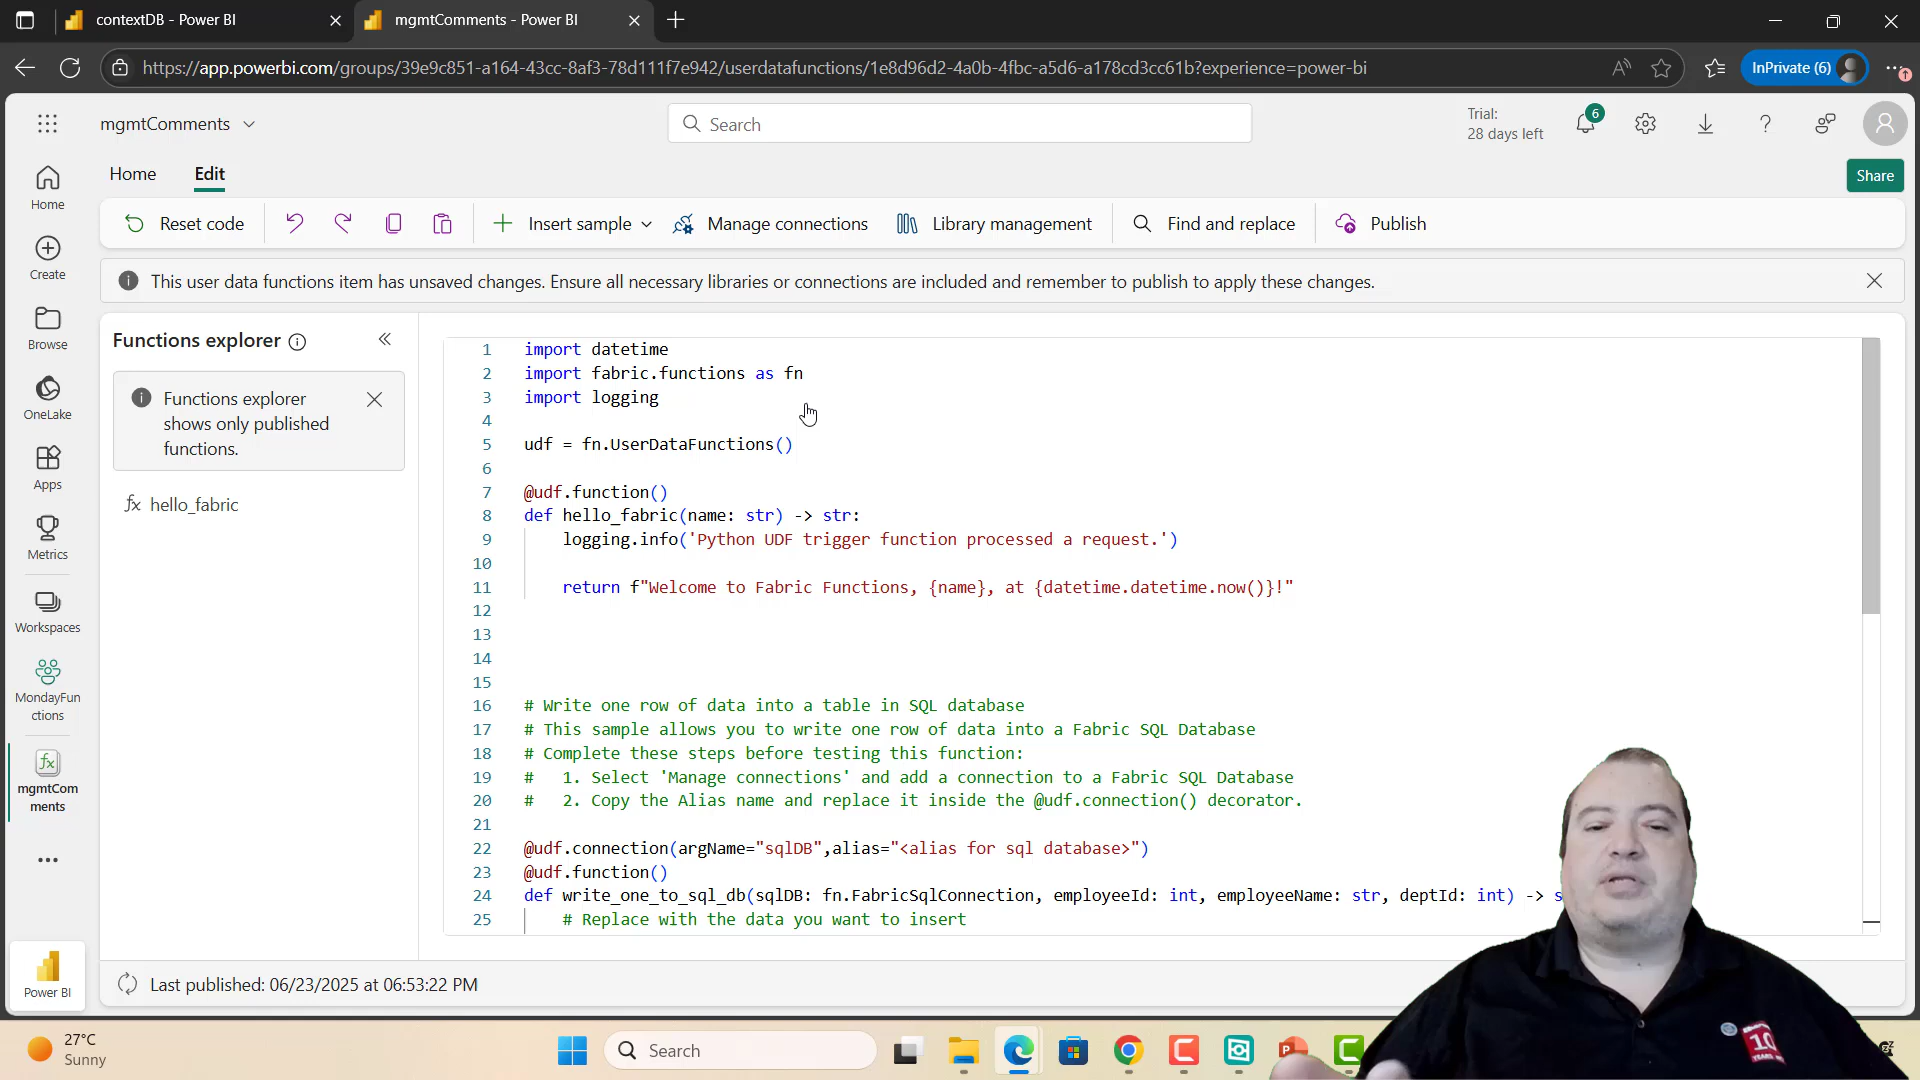 contextDB - Power BI
mgmtComments - Power BI
https://app.powerbi.com/groups/39e9c851-a164-43cc-8af3-78d111f7e942/userdatafunctions/1e8d96d2-4a0b-4fbc-a5d6-a178cd3cc61b?experience=power-bi
InPrivate (6)
mgmtComments
Search
Trial:
28 days left
6
Home
Edit
Share
Reset code
Insert sample
Manage connections
Library management
Find and replace
Publish
This user data functions item has unsaved changes. Ensure all necessary libraries or connections are included and remember to publish to apply these changes.
Home
Create
Browse
OneLake
Apps
Metrics
Workspaces
MondayFun
ctions
mgmtCom
ments
Power BI
Functions explorer
Functions explorer
shows only published
functions.
fx hello_fabric
1 import datetime
2 import fabric.functions as fn
3 import logging
4
5 udf = fn.UserDataFunctions()
6
7 @udf.function()
8 def hello_fabric(name: str) -> str:
9 logging.info('Python UDF trigger function processed a request.')
10
11 return f"Welcome to Fabric Functions, {name}, at {datetime.datetime.now()}!"
12
13
14
15
16 # Write one row of data into a table in SQL database
17 # This sample allows you to write one row of data into a Fabric SQL Database
18 # Complete these steps before testing this function:
19 # 1. Select 'Manage connections' and add a connection to a Fabric SQL Database
20 # 2. Copy the Alias name and replace it inside the @udf.connection() decorator.
21
22 @udf.connection(argName="sqlDB",alias="<alias for sql database>")
23 @udf.function()
24 def write_one_to_sql_db(sqlDB: fn.FabricSqlConnection, employeeId: int, employeeName: str, deptId: int) -> s
25 # Replace with the data you want to insert
Last published: 06/23/2025 at 06:53:22 PM
27°C
Sunny
Search
10